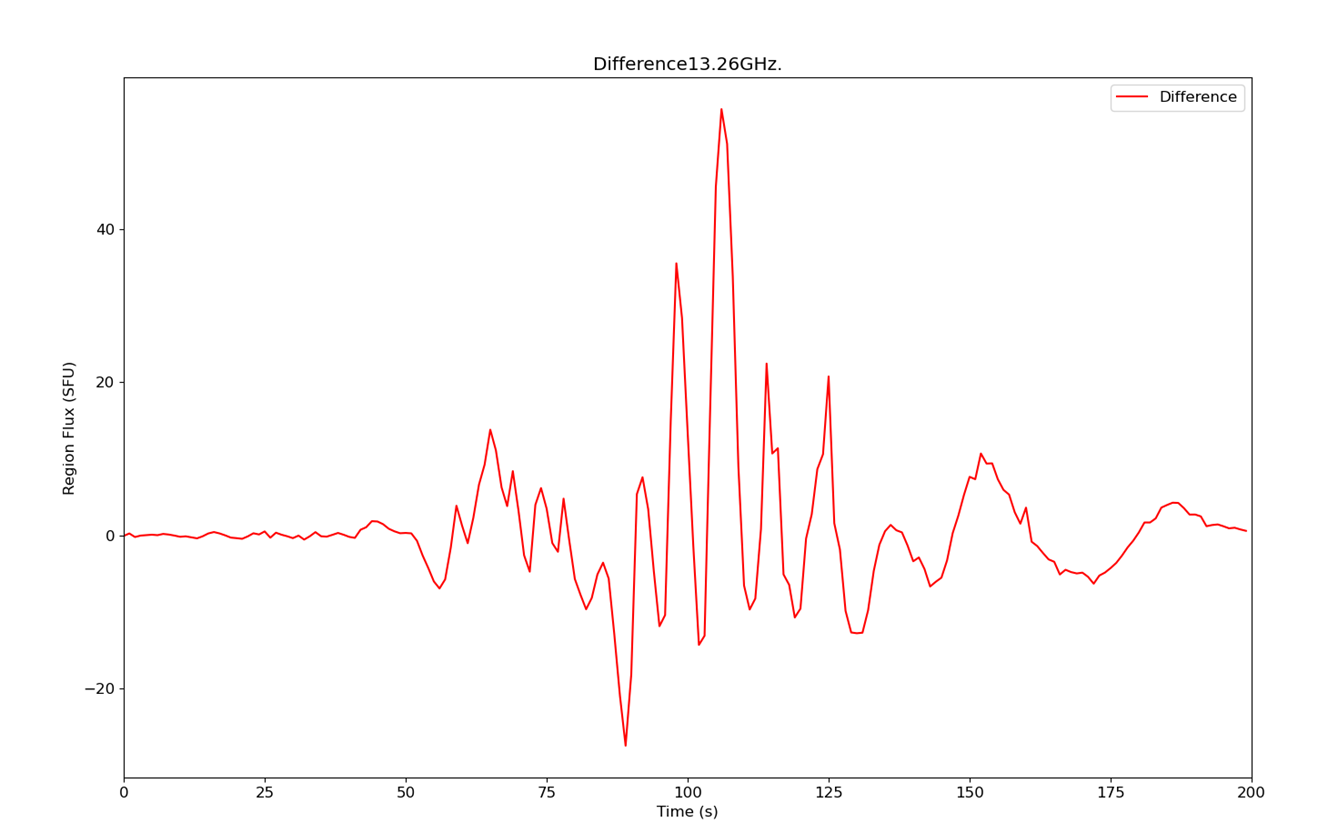 Difference13.26GHz.
Difference
Region Flux (SFU)
40
20
0
−20
0 25 50 75 100 125 150 175 200
Time (s)